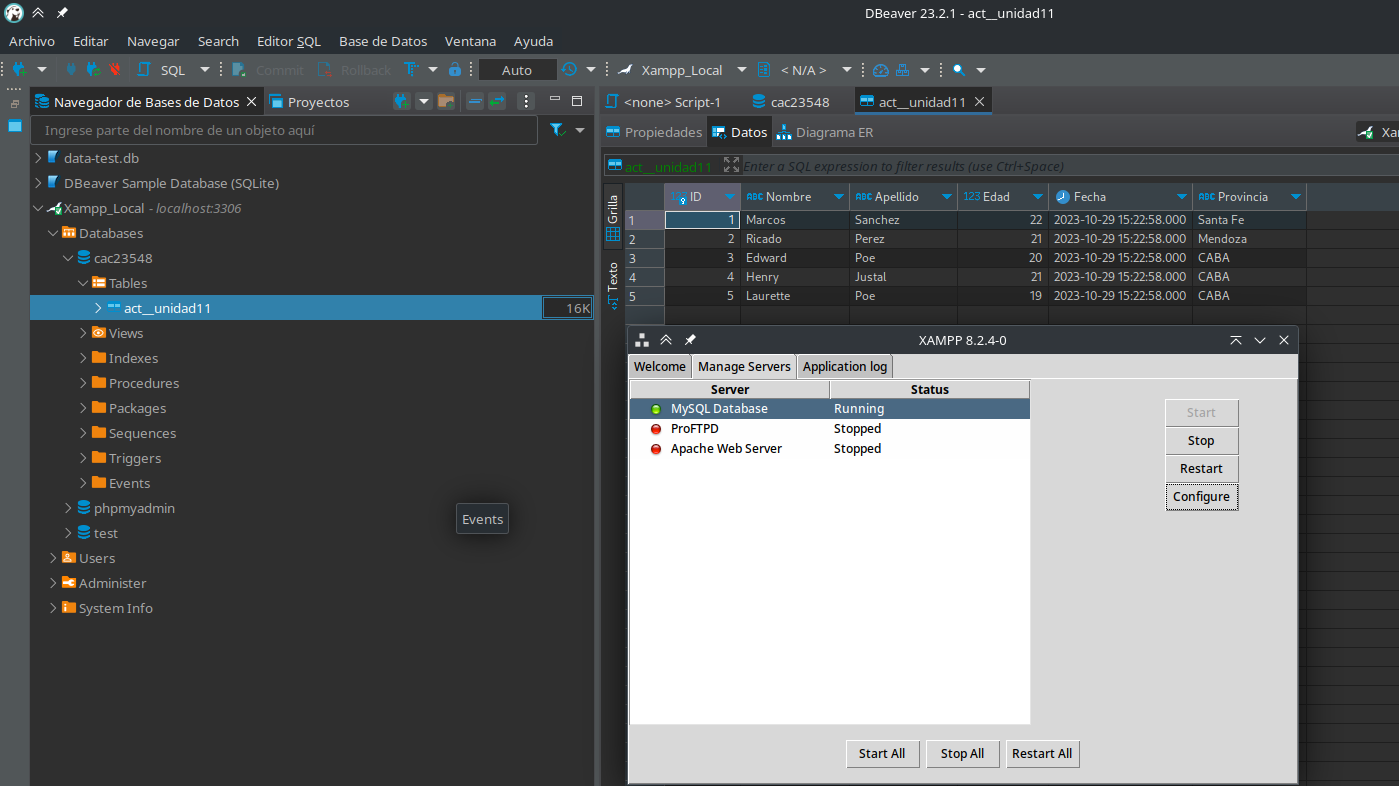 DBeaver 23.2.1 - act__unidad11
Archivo Editar Navegar Search Editor SQL Base de Datos Ventana Ayuda
SQL Commit Rollback Auto Xampp_Local < N/A >
Navegador de Bases de Datos Proyectos
Ingrese parte del nombre de un objeto aquí
data-test.db
DBeaver Sample Database (SQLite)
Xampp_Local - localhost:3306
Databases
cac23548
Tables
act__unidad11 16K
Views
Indexes
Procedures
Packages
Sequences
Triggers
Events
phpmyadmin
test
Users
Administer
System Info
Events
<none> Script-1 cac23548 act__unidad11
Propiedades Datos Diagrama ER Xa
act__unidad11 Enter a SQL expression to filter results (use Ctrl+Space)
Grilla
Texto
123 ID ABC Nombre ABC Apellido 123 Edad Fecha ABC Provincia
1 1 Marcos Sanchez 22 2023-10-29 15:22:58.000 Santa Fe
2 2 Ricado Perez 21 2023-10-29 15:22:58.000 Mendoza
3 3 Edward Poe 20 2023-10-29 15:22:58.000 CABA
4 4 Henry Justal 21 2023-10-29 15:22:58.000 CABA
5 5 Laurette Poe 19 2023-10-29 15:22:58.000 CABA
XAMPP 8.2.4-0
Welcome Manage Servers Application log
Server Status
MySQL Database Running
ProFTPD Stopped
Apache Web Server Stopped
Start
Stop
Restart
Configure
Start All Stop All Restart All